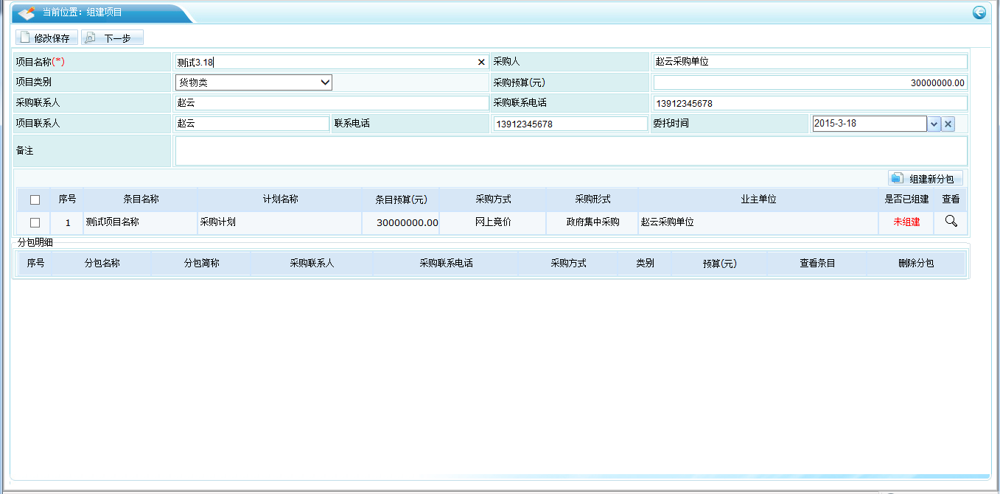 当前位置：组建项目
修改保存 下一步
项目名称(*) 测试3.18 采购人 赵云采购单位
项目类别 货物类 采购预算(元) 30000000.00
采购联系人 赵云 采购联系电话 13912345678
项目联系人 赵云 联系电话 13912345678 委托时间 2015-3-18
备注
组建新分包
序号 条目名称 计划名称 条目预算(元) 采购方式 采购形式 业主单位 是否已组建 查看
1 测试项目名称 采购计划 30000000.00 网上竞价 政府集中采购 赵云采购单位 未组建
分包明细
序号 分包名称 分包简称 采购联系人 采购联系电话 采购方式 类别 预算(元) 查看条目 删除分包